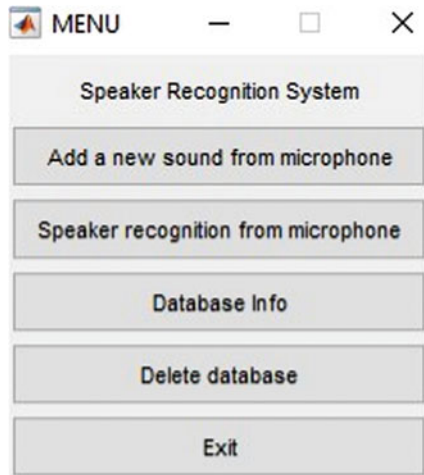 MENU
Speaker Recognition System
Add a new sound from microphone
Speaker recognition from microphone
Database Info
Delete database
Exit